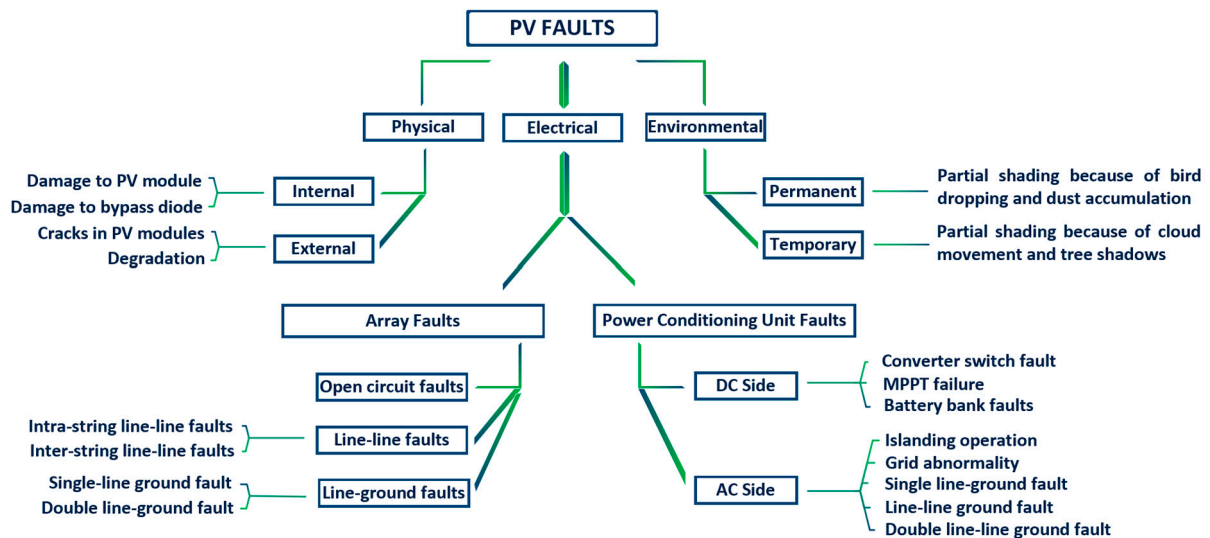 PV FAULTS
Physical
Electrical
Environmental
Damage to PV module
Damage to bypass diode
Internal
Cracks in PV modules
Degradation
External
Permanent
Partial shading because of bird
dropping and dust accumulation
Temporary
Partial shading because of cloud
movement and tree shadows
Array Faults
Power Conditioning Unit Faults
Open circuit faults
Intra-string line-line faults
Inter-string line-line faults
Line-line faults
Single-line ground fault
Double line-ground fault
Line-ground faults
DC Side
Converter switch fault
MPPT failure
Battery bank faults
AC Side
Islanding operation
Grid abnormality
Single line-ground fault
Line-line ground fault
Double line-line ground fault